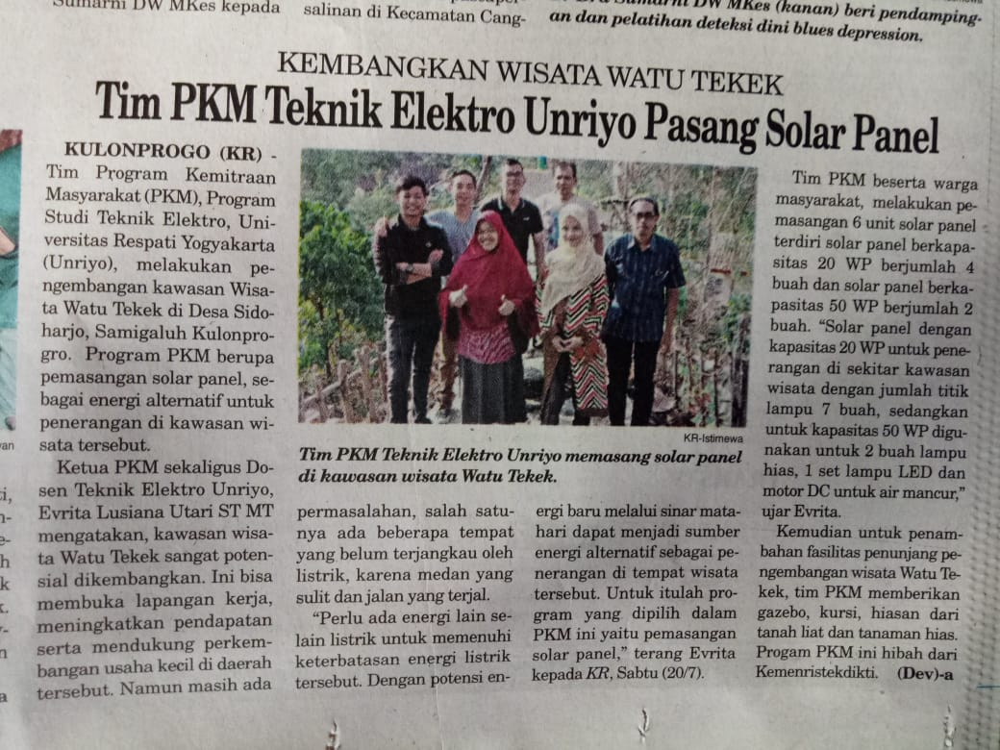 Sumarni DW MKes kepada
salinan di Kecamatan Cang-
DW MKes (kanan) beri pendamping-
an dan pelatihan deteksi dini blues depression.
KEMBANGKAN WISATA WATU TEKEK
Tim PKM Teknik Elektro Unriyo Pasang Solar Panel
KULONPROGO (KR) -
Tim Program Kemitraan
Masyarakat (PKM), Program
Studi Teknik Elektro, Uni-
versitas Respati Yogyakarta
(Unriyo), melakukan pe-
ngembangan kawasan Wisa-
ta Watu Tekek di Desa Sido-
harjo, Samigaluh Kulonpro-
gro. Program PKM berupa
pemasangan solar panel, se-
bagai energi alternatif untuk
penerangan di kawasan wi-
sata tersebut.
Ketua PKM sekaligus Do-
sen Teknik Elektro Unriyo,
Evrita Lusiana Utari ST MT
mengatakan, kawasan wisa-
ta Watu Tekek sangat poten-
sial dikembangkan. Ini bisa
membuka lapangan kerja,
meningkatkan pendapatan
serta mendukung perkem-
bangan usaha kecil di daerah
tersebut. Namun masih ada
KR-Istimewa
Tim PKM Teknik Elektro Unriyo memasang solar panel
di kawasan wisata Watu Tekek.
permasalahan, salah satu-
nya ada beberapa tempat
yang belum terjangkau oleh
listrik, karena medan yang
sulit dan jalan yang terjal.
"Perlu ada energi lain se-
lain listrik untuk memenuhi
keterbatasan energi listrik
tersebut. Dengan potensi en-
ergi baru melalui sinar mata-
hari dapat menjadi sumber
energi alternatif sebagai pe-
nerangan di tempat wisata
tersebut. Untuk itulah pro-
gram yang dipilih dalam
PKM ini yaitu pemasangan
solar panel," terang Evrita
kepada KR, Sabtu (20/7).
Tim PKM beserta warga
masyarakat, melakukan pe-
masangan 6 unit solar panel
terdiri solar panel berkapa-
sitas 20 WP berjumlah 4
buah dan solar panel berka-
pasitas 50 WP berjumlah 2
buah. "Solar panel dengan
kapasitas 20 WP untuk pene-
rangan di sekitar kawasan
wisata dengan jumlah titik
lampu 7 buah, sedangkan
untuk kapasitas 50 WP digu-
nakan untuk 2 buah lampu
hias, 1 set lampu LED dan
motor DC untuk air mancur,"
ujar Evrita.
Kemudian untuk penam-
bahan fasilitas penunjang pe-
ngembangan wisata Watu Te-
kek, tim PKM memberikan
gazebo, kursi, hiasan dari
tanah liat dan tanaman hias.
Progam PKM ini hibah dari
Kemenristekdikti. (Dev)-a